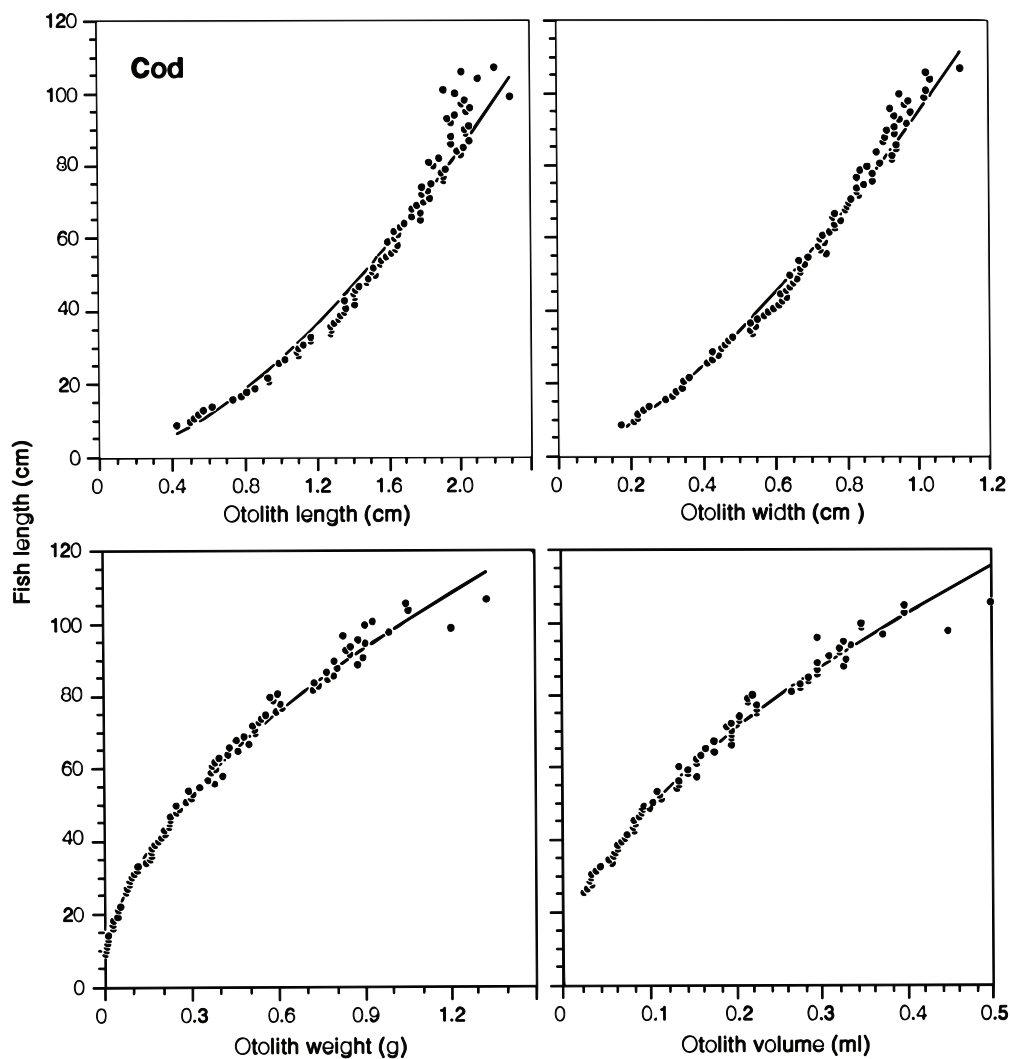 120
100
80
60
40
20
0
Cod
0 0.4 0.8 1.2 1.6 2.0
Otolith length (cm)
0 0.2 0.4 0.6 0.8 1.0 1.2
Otolith width (cm )
Fish length (cm)
120
100
80
60
40
20
0
0 0.3 0.6 0.9 1.2
Otolith weight (g)
0 0.1 0.2 0.3 0.4 0.5
Otolith volume (ml)